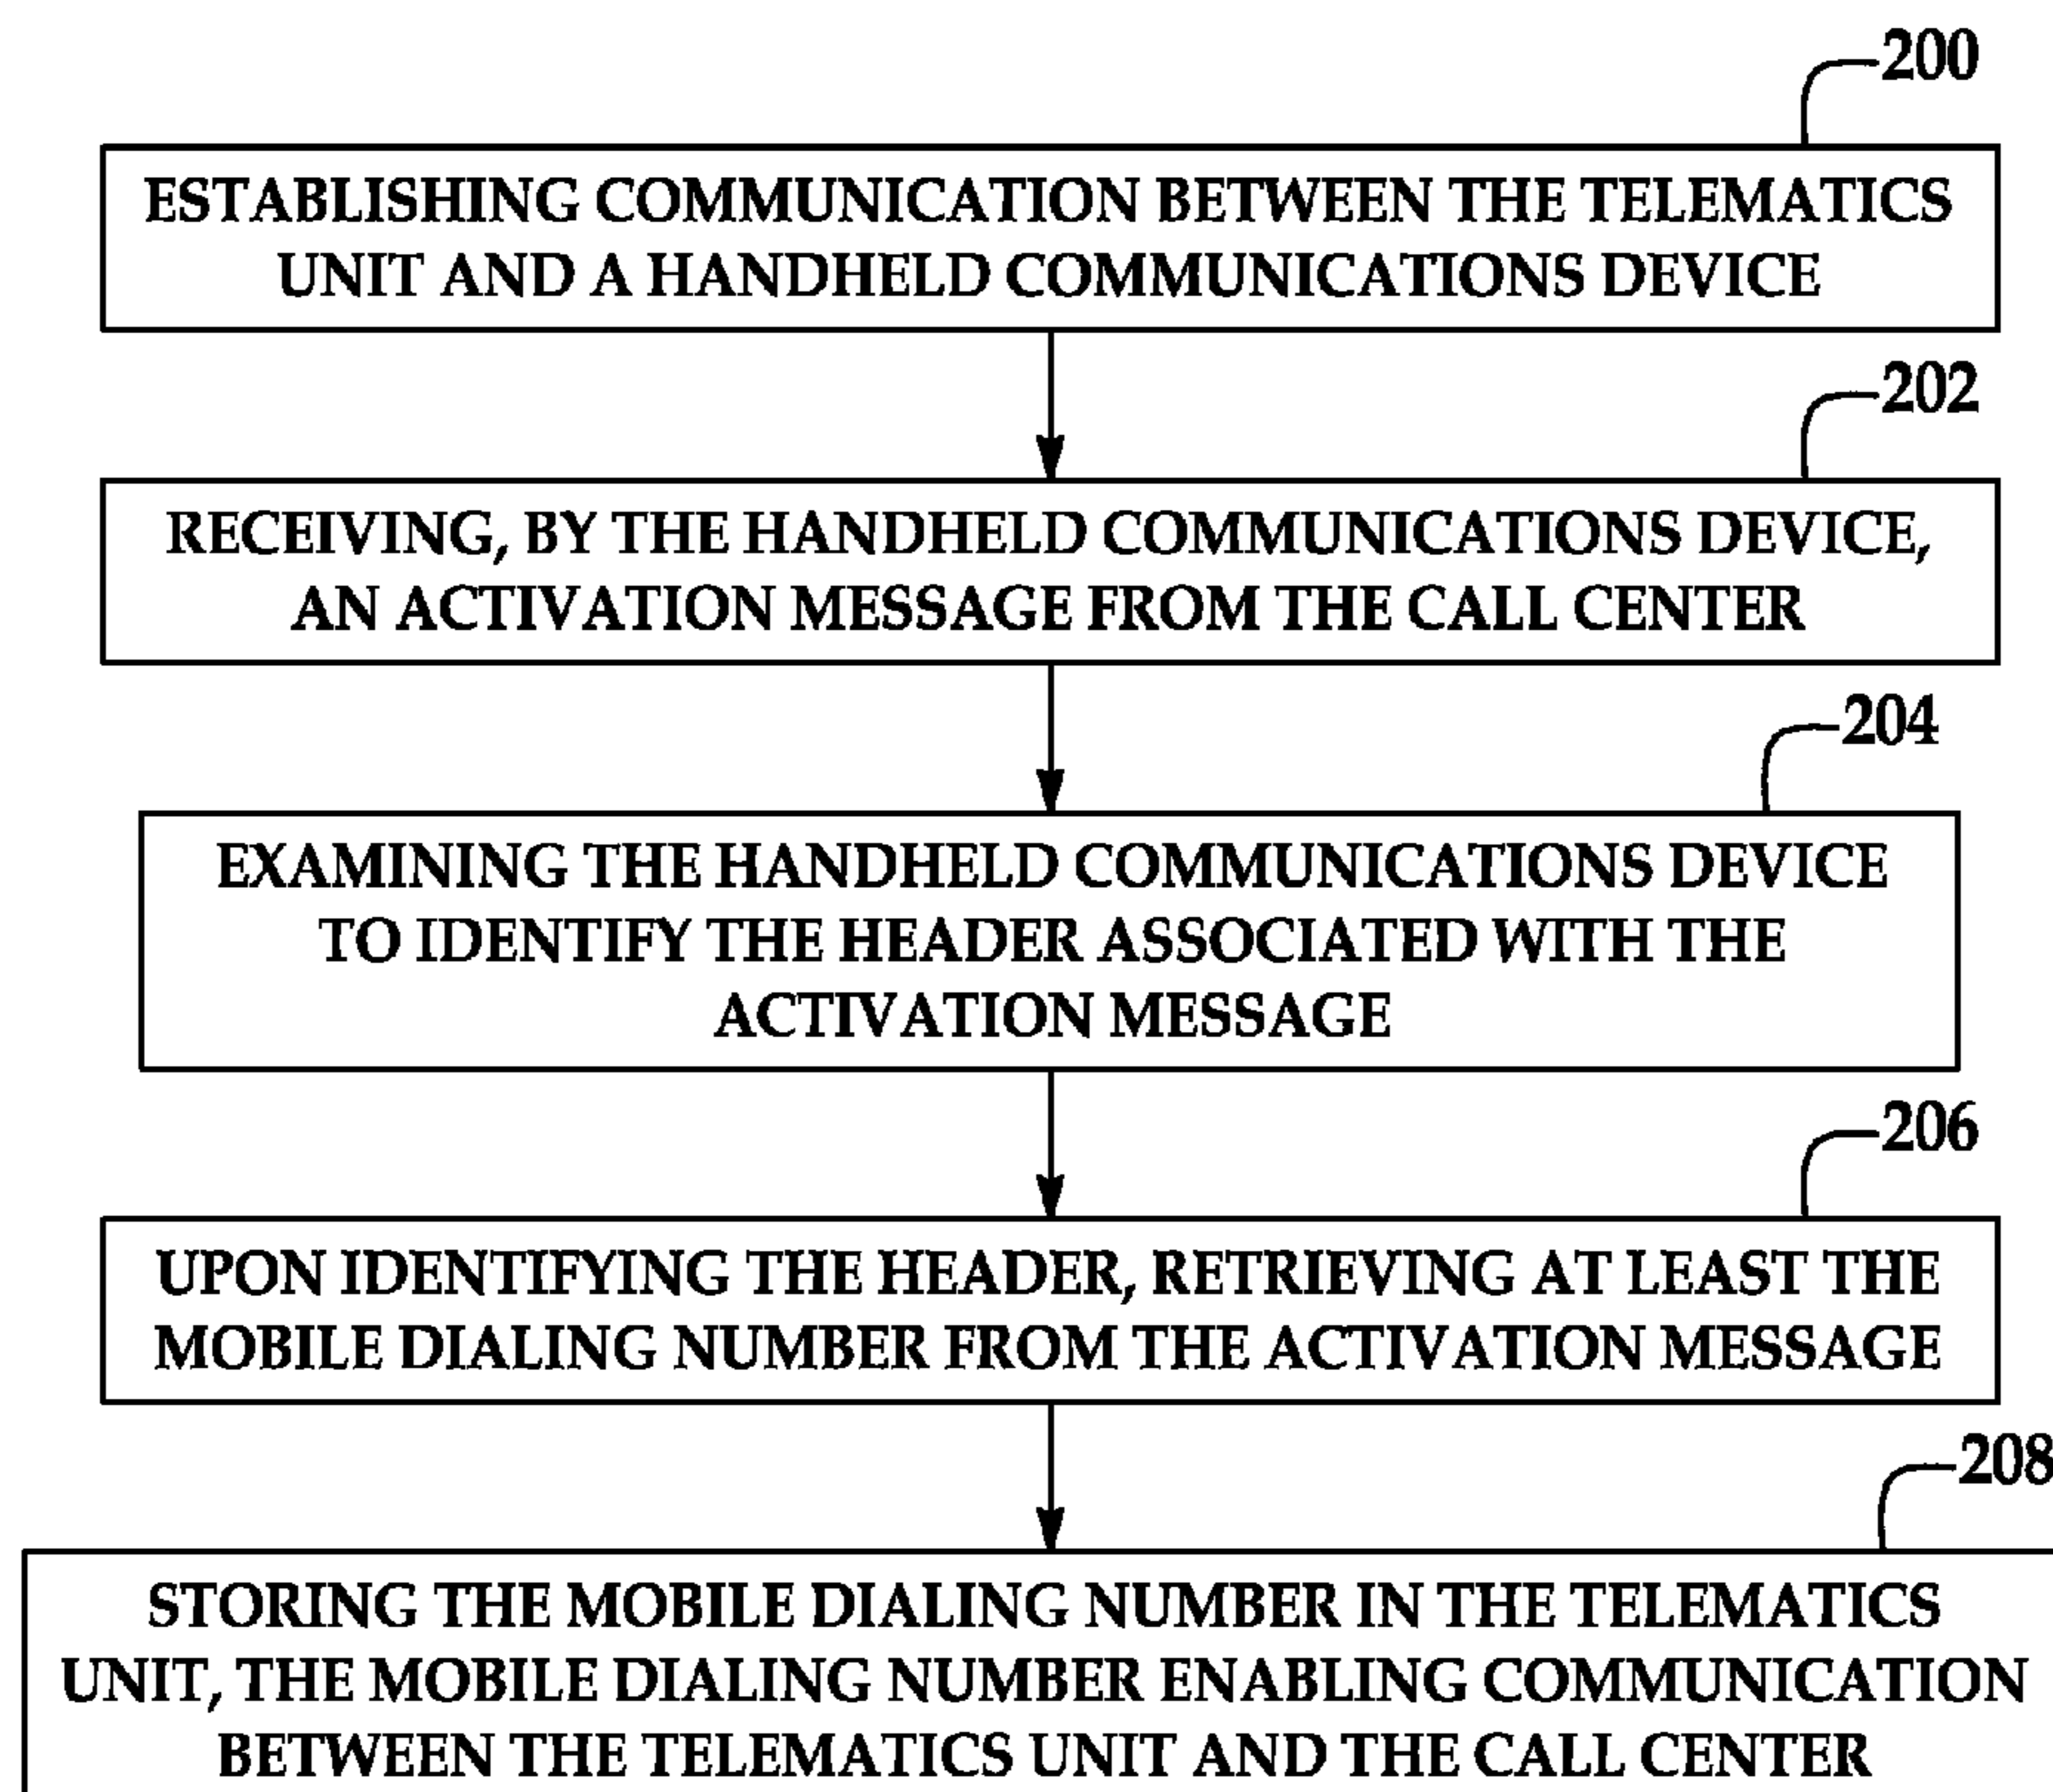 200
ESTABLISHING COMMUNICATION BETWEEN THE TELEMATICS
UNIT AND A HANDHELD COMMUNICATIONS DEVICE
202
RECEIVING, BY THE HANDHELD COMMUNICATIONS DEVICE,
AN ACTIVATION MESSAGE FROM THE CALL CENTER
204
EXAMINING THE HANDHELD COMMUNICATIONS DEVICE
TO IDENTIFY THE HEADER ASSOCIATED WITH THE
ACTIVATION MESSAGE
206
UPON IDENTIFYING THE HEADER, RETRIEVING AT LEAST THE
MOBILE DIALING NUMBER FROM THE ACTIVATION MESSAGE
208
STORING THE MOBILE DIALING NUMBER IN THE TELEMATICS
UNIT, THE MOBILE DIALING NUMBER ENABLING COMMUNICATION
BETWEEN THE TELEMATICS UNIT AND THE CALL CENTER